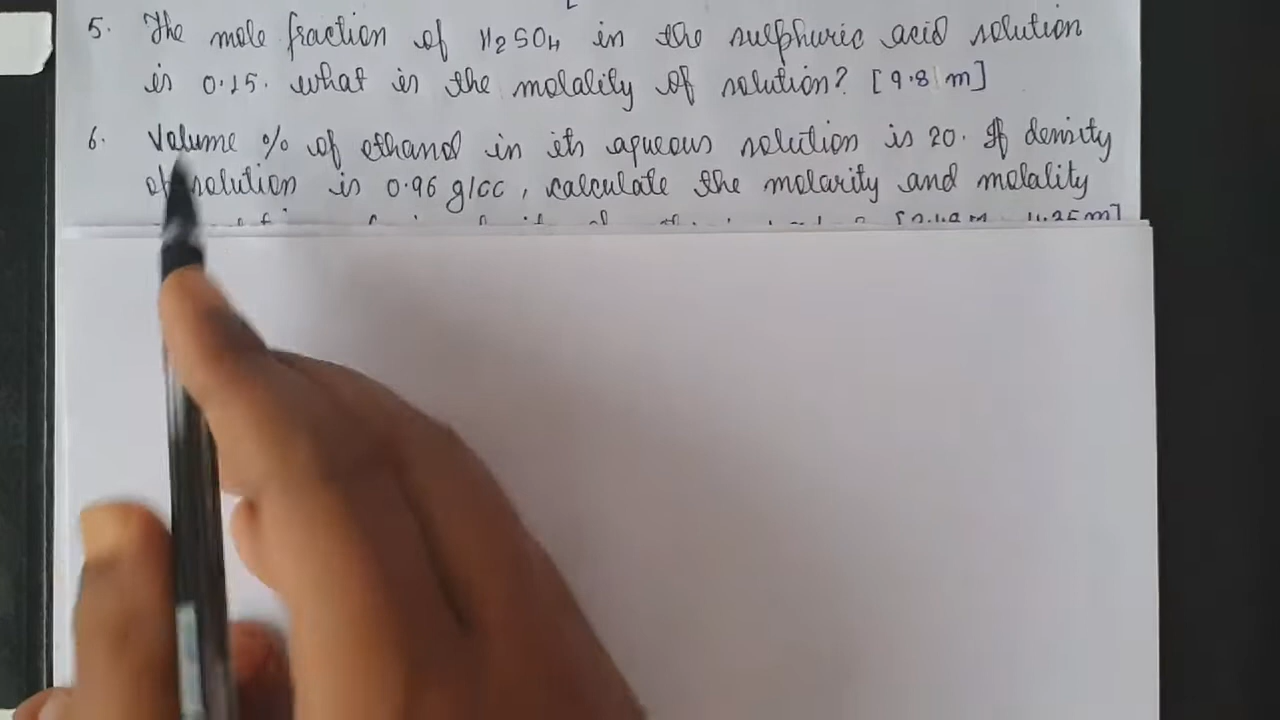 5. The mole fraction of H2SO4 in the sulphuric acid solution
is 0.15. what is the molality of solution? [9.81 m]
6. Volume % of ethanol in its aqueous solution is 20. If density
of solution is 0.96 g/cc, calculate the molarity and molality